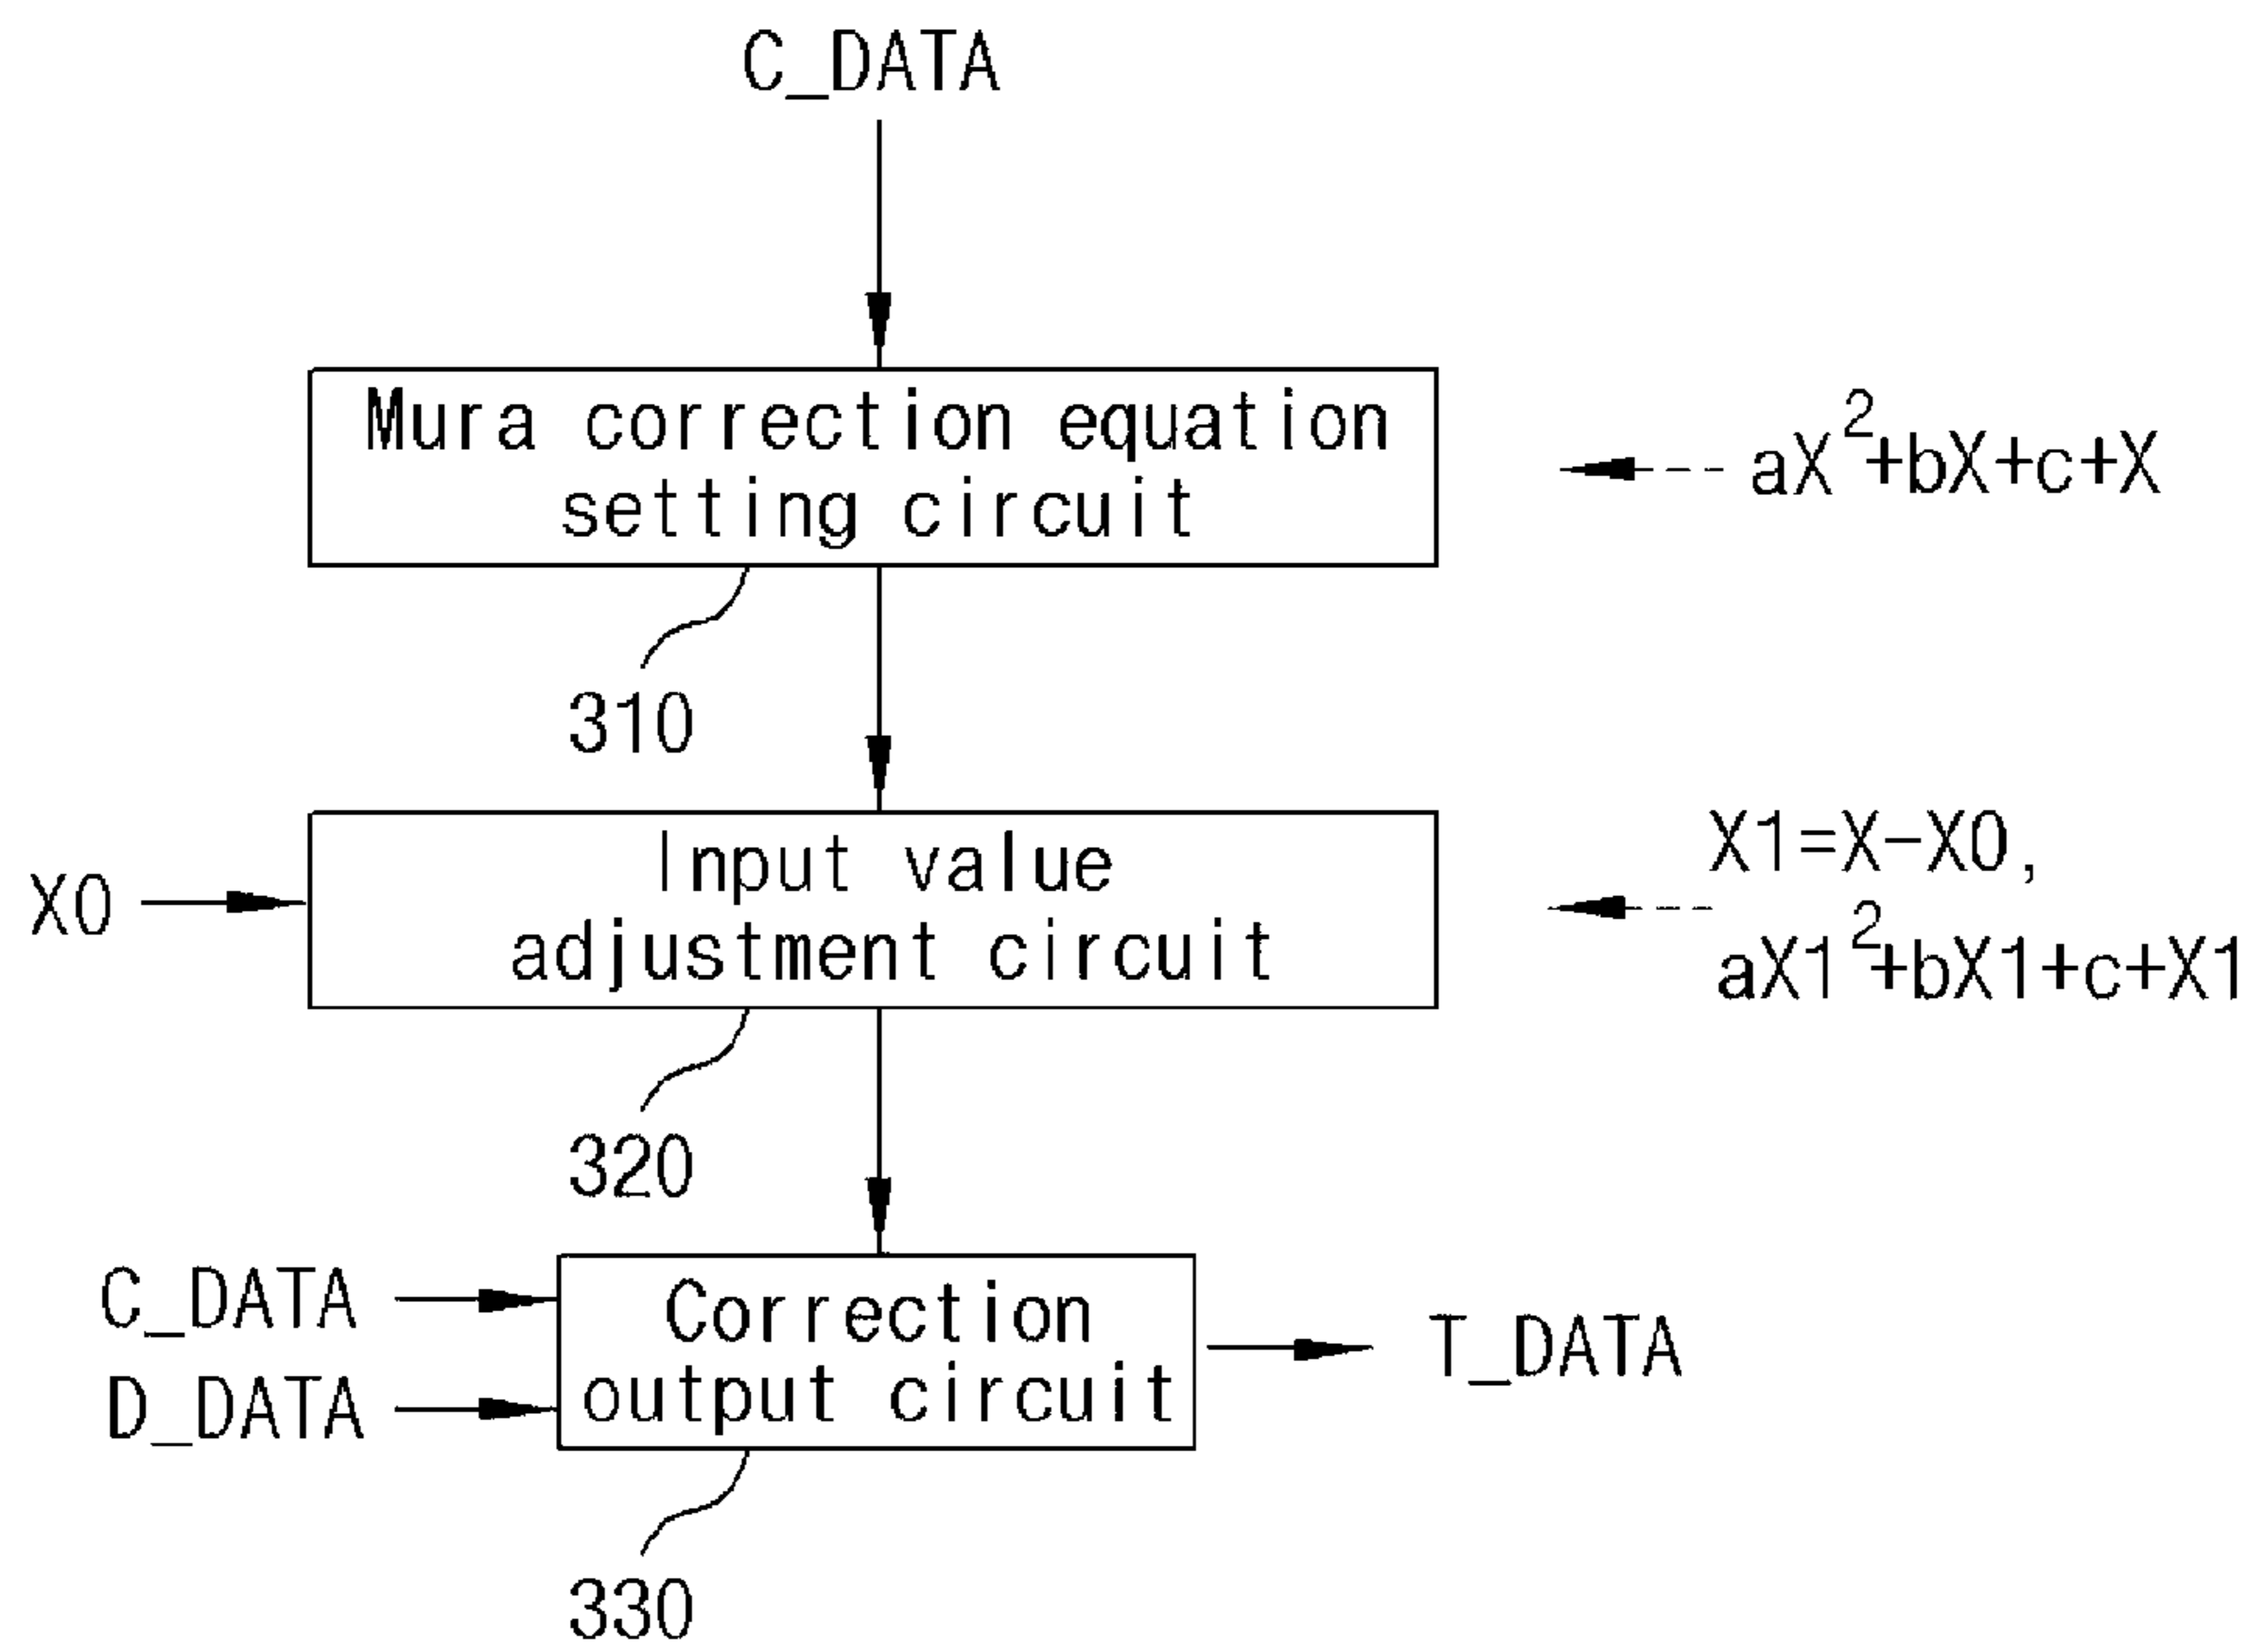 C_DATA
Mura correction equation
setting circuit
aX²+bX+c+X
310
X0
Input value
adjustment circuit
X1=X-X0,
aX1²+bX1+c+X1
320
C_DATA
D_DATA
Correction
output circuit
T_DATA
330